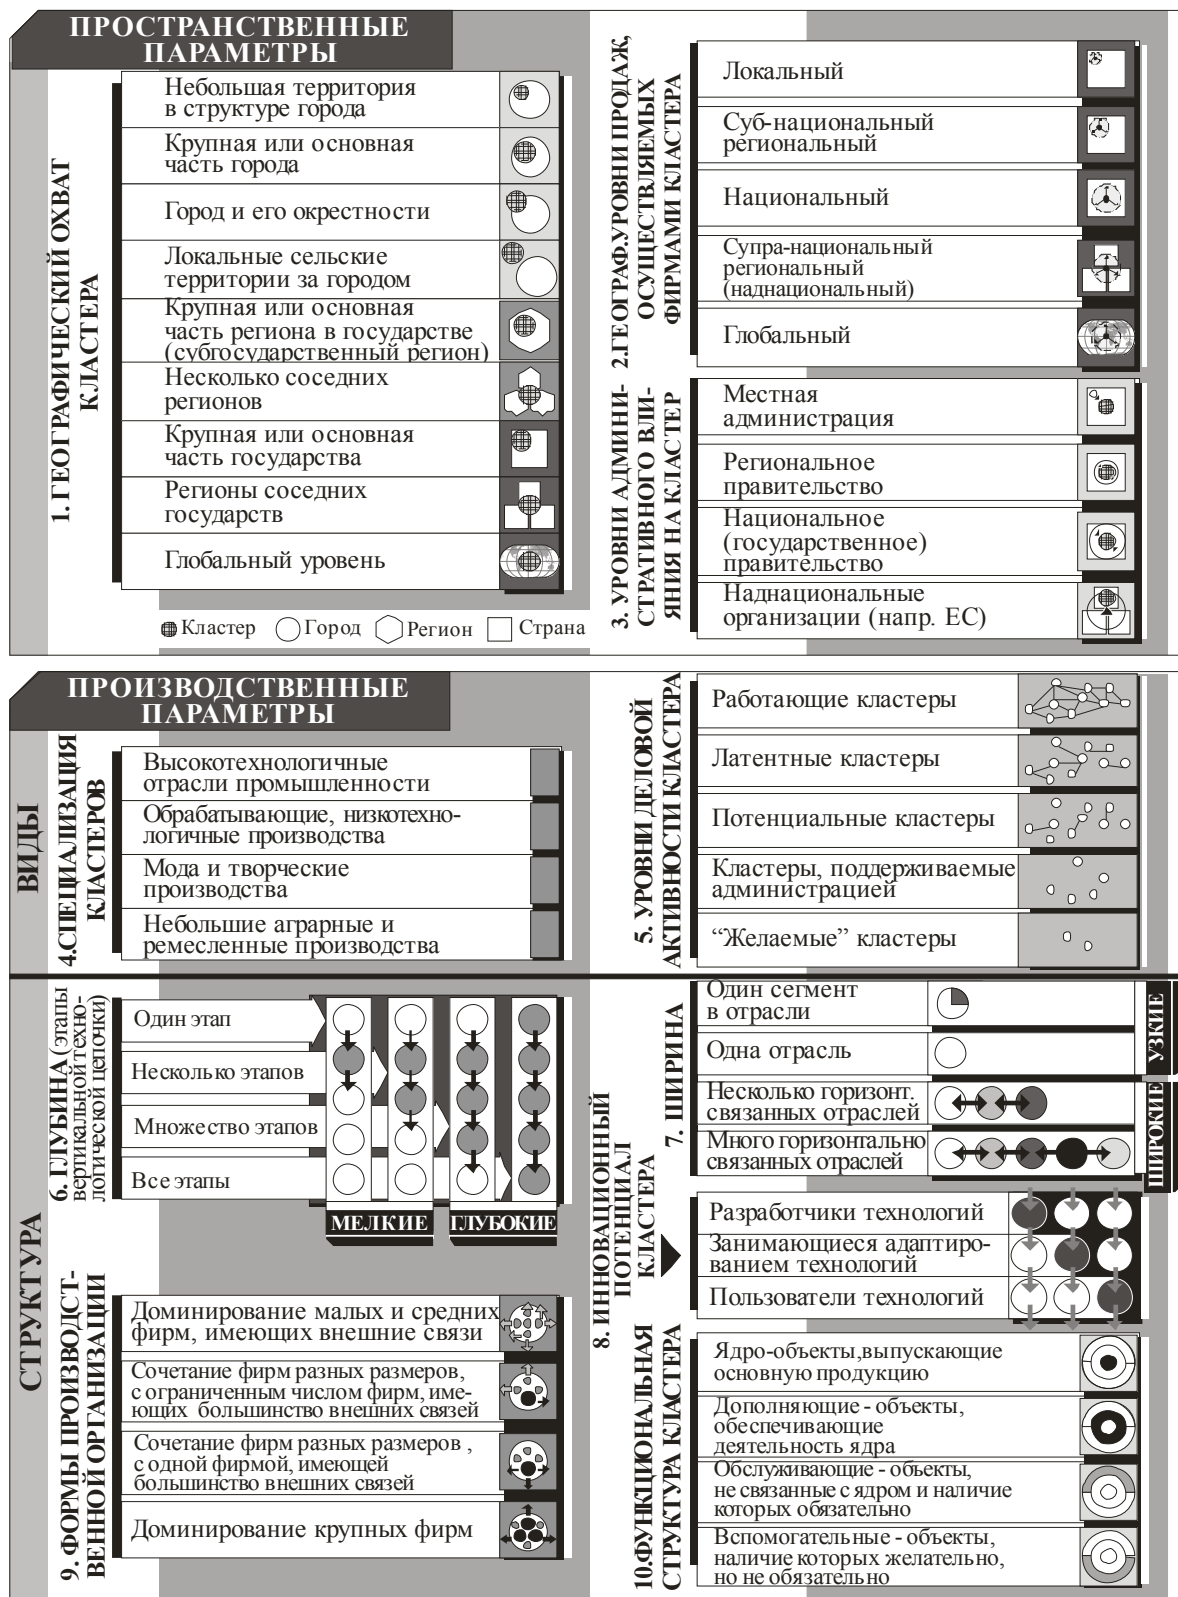 ПРОСТРАНСТВЕННЫЕ
ПАРАМЕТРЫ
1. ГЕОГРАФИЧЕСКИЙ ОХВАТ
КЛАСТЕРА
Небольшая территория
в структуре города
Крупная или основная
часть города
Город и его окрестности
Локальные сельские
территории за городом
Крупная или основная
часть региона в государстве
(субгосударственный регион)
Несколько соседних
регионов
Крупная или основная
часть государства
Регионы соседних
государств
Глобальный уровень
Кластер Город Регион Страна
2.ГЕОГРАФ.УРОВНИ ПРОДАЖ,
ОСУЩЕСТВЛЯЕМЫХ
ФИРМАМИ КЛАСТЕРА
Локальный
Суб-национальный
региональный
Национальный
Супра-национальный
региональный
(наднациональный)
Глобальный
3. УРОВНИ АДМИНИ-
СТРАТИВНОГО ВЛИ-
ЯНИЯ НА КЛАСТЕР
Местная
администрация
Региональное
правительство
Национальное
(государственное)
правительство
Наднациональные
организации (напр. ЕС)
ПРОИЗВОДСТВЕННЫЕ
ПАРАМЕТРЫ
ВИДЫ
4.СПЕЦИАЛИЗАЦИЯ
КЛАСТЕРОВ
Высокотехнологичные
отрасли промышленности
Обрабатывающие, низкотехно-
логичные производства
Мода и творческие
производства
Небольшие аграрные и
ремесленные производства
5. УРОВНИ ДЕЛОВОЙ
АКТИВНОСТИ КЛАСТЕРА
Работающие кластеры
Латентные кластеры
Потенциальные кластеры
Кластеры, поддерживаемые
администрацией
“Желаемые” кластеры
СТРУКТУРА
6. ГЛУБИНА (этапы
вертикальной техно-
логической цепочки)
Один этап
Несколько этапов
Множество этапов
Все этапы
МЕЛКИЕ ГЛУБОКИЕ
7. ШИРИНА
Один сегмент
в отрасли
Одна отрасль
Несколько горизонт.
связанных отраслей
Много горизонтально
связанных отраслей
УЗКИЕ
ШИРОКИЕ
8. ИННОВАЦИОННЫЙ
ПОТЕНЦИАЛ
КЛАСТЕРА
Разработчики технологий
Занимающиеся адаптиро-
ванием технологий
Пользователи технологий
9. ФОРМЫ ПРОИЗВОДСТ-
ВЕННОЙ ОРГАНИЗАЦИИ
Доминирование малых и средних
фирм, имеющих внешние связи
Сочетание фирм разных размеров,
с ограниченным числом фирм, име-
ющих большинство внешних связей
Сочетание фирм разных размеров ,
с одной фирмой, имеющей
большинство внешних связей
Доминирование крупных фирм
10.ФУНКЦИОНАЛЬНАЯ
СТРУКТУРА КЛАСТЕРА
Ядро-объекты,выпускающие
основную продукцию
Дополняющие - объекты,
обеспечивающие
деятельность ядра
Обслуживающие - объекты,
не связанные с ядром и наличие
которых обязательно
Вспомогательные - объекты,
наличие которых желательно,
но не обязательно